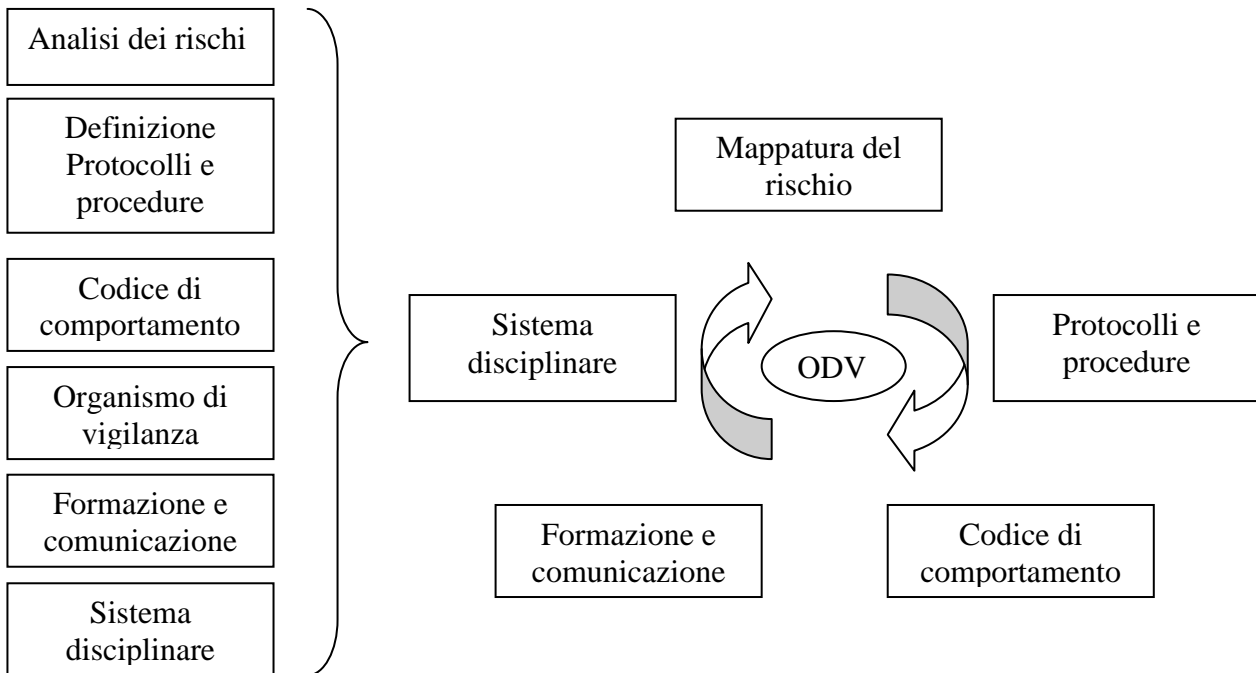 Analisi dei rischi
Definizione
Protocolli e
procedure
Codice di
comportamento
Organismo di
vigilanza
Formazione e
comunicazione
Sistema
disciplinare
Mappatura del
rischio
Sistema
disciplinare
ODV
Protocolli e
procedure
Formazione e
comunicazione
Codice di
comportamento